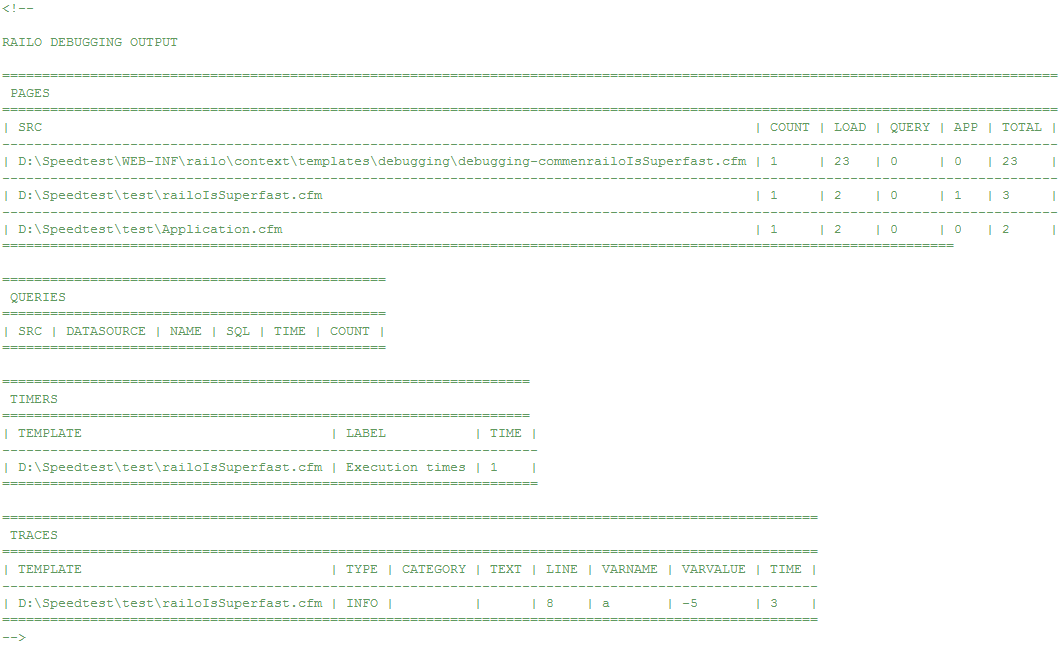 <!--
RAILO DEBUGGING OUTPUT
==========================================================================================================================
PAGES
==========================================================================================================================
| SRC | COUNT | LOAD | QUERY | APP | TOTAL |
--------------------------------------------------------------------------------------------------------------------------
| D:\Speedtest\WEB-INF\railo\context\templates\debugging\debugging-commenrailoIsSuperfast.cfm | 1 | 23 | 0 | 0 | 23 |
--------------------------------------------------------------------------------------------------------------------------
| D:\Speedtest\test\railoIsSuperfast.cfm | 1 | 2 | 0 | 1 | 3 |
--------------------------------------------------------------------------------------------------------------------------
| D:\Speedtest\test\Application.cfm | 1 | 2 | 0 | 0 | 2 |
==========================================================================================================================
================================================
QUERIES
================================================
| SRC | DATASOURCE | NAME | SQL | TIME | COUNT |
================================================
==================================================================
TIMERS
==================================================================
| TEMPLATE | LABEL | TIME |
-------------------------------------------------------------------
| D:\Speedtest\test\railoIsSuperfast.cfm | Execution times | 1 |
===================================================================
======================================================================================================
TRACES
======================================================================================================
| TEMPLATE | TYPE | CATEGORY | TEXT | LINE | VARNAME | VARVALUE | TIME |
------------------------------------------------------------------------------------------------------
| D:\Speedtest\test\railoIsSuperfast.cfm | INFO | | | 8 | a | -5 | 3 |
======================================================================================================
-->